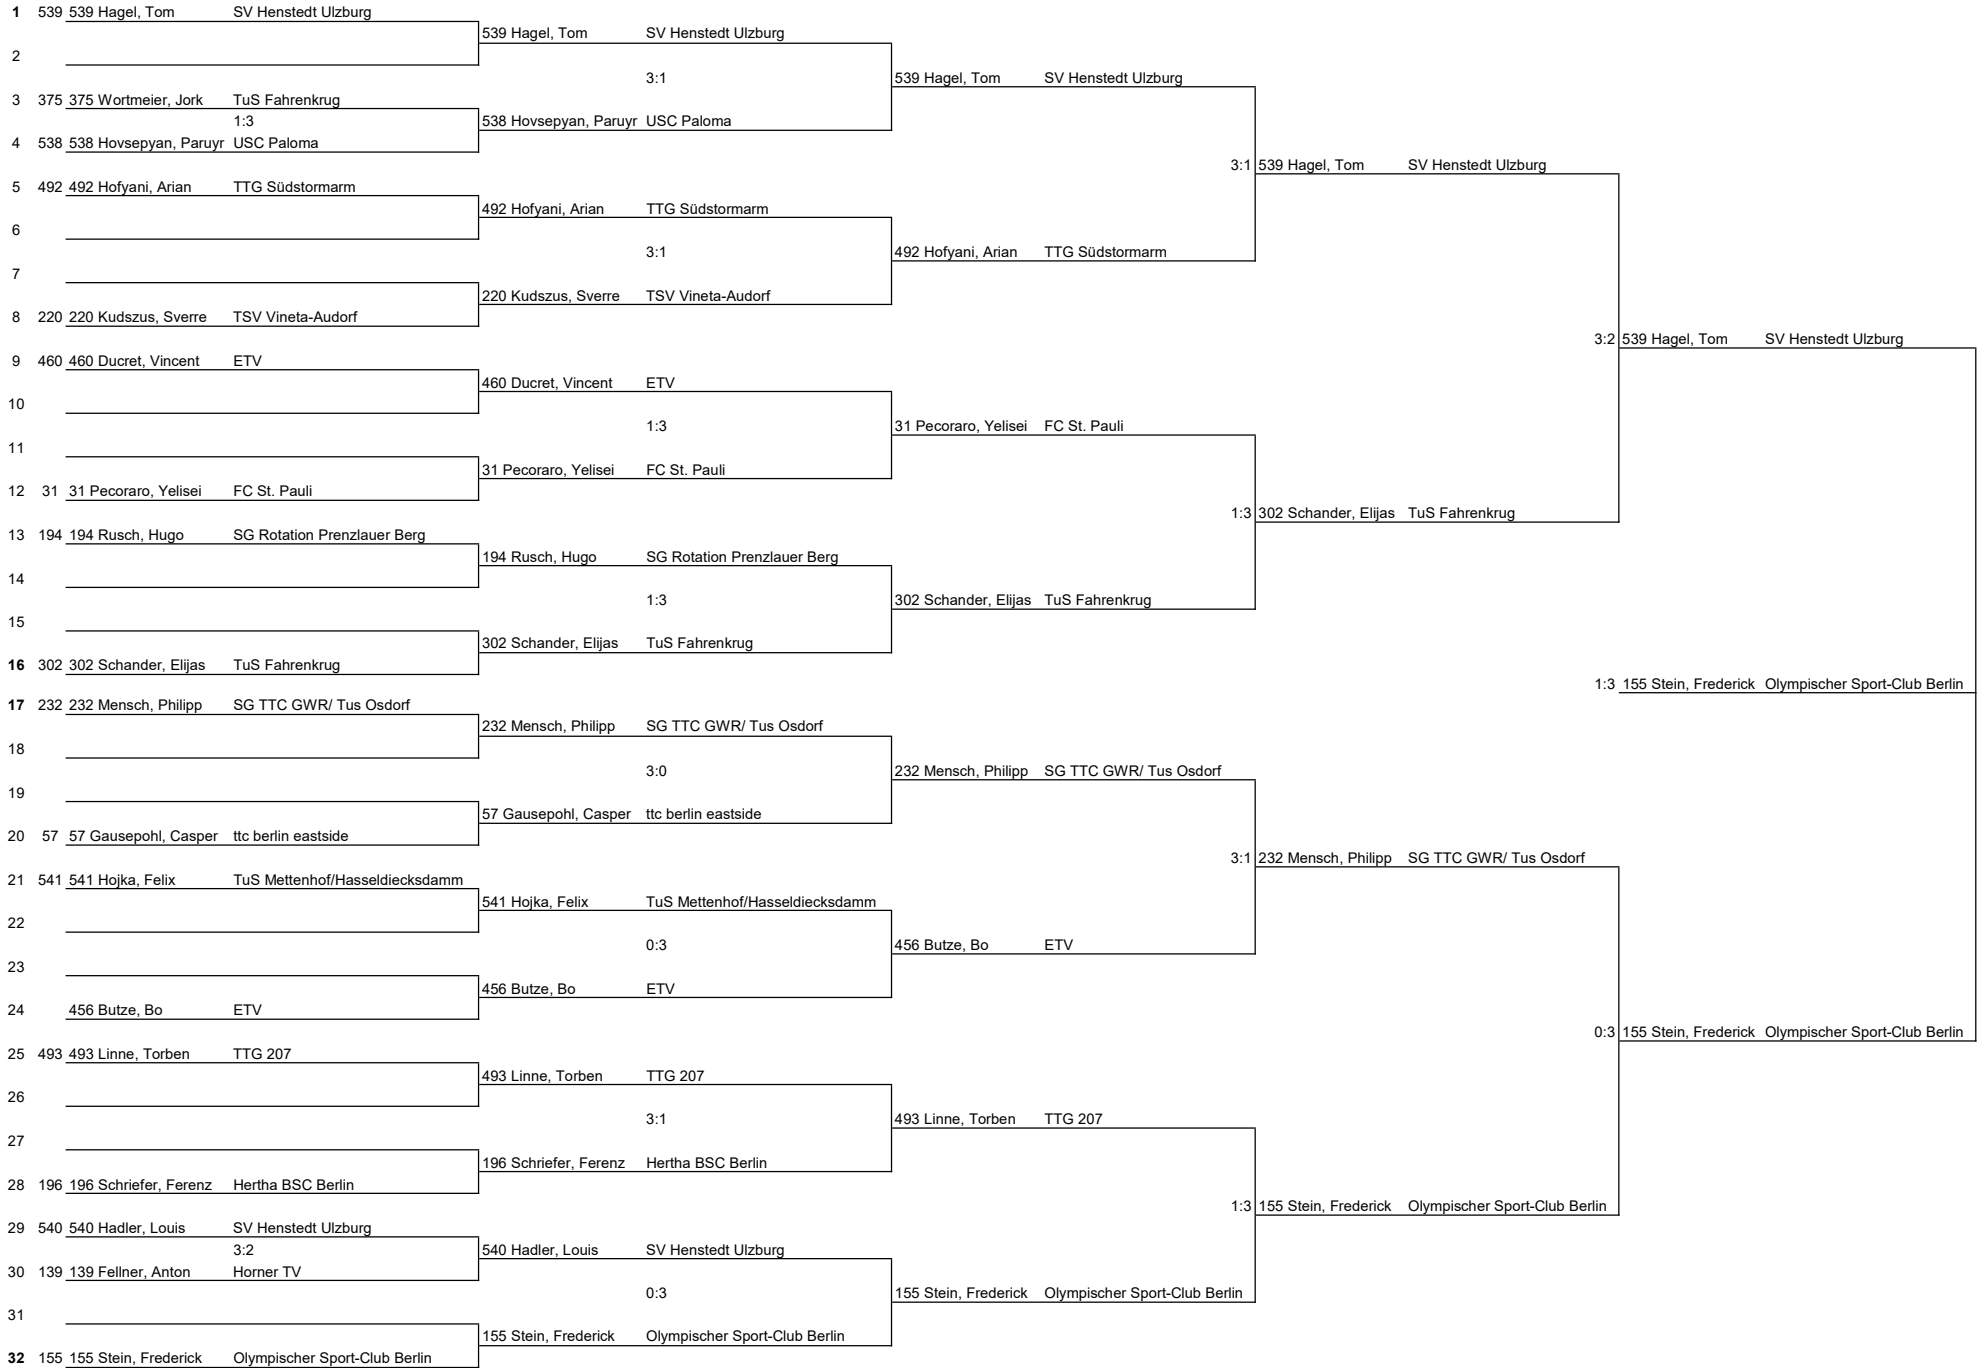 1 539 539 Hagel, Tom SV Henstedt Ulzburg
539 Hagel, Tom SV Henstedt Ulzburg
2
3:1 539 Hagel, Tom SV Henstedt Ulzburg
3 375 375 Wortmeier, Jork TuS Fahrenkrug
1:3 538 Hovsepyan, Paruyr USC Paloma
4 538 538 Hovsepyan, Paruyr USC Paloma
3:1 539 Hagel, Tom SV Henstedt Ulzburg
5 492 492 Hofyani, Arian TTG Südstormarm
492 Hofyani, Arian TTG Südstormarm
6
3:1 492 Hofyani, Arian TTG Südstormarm
7
220 Kudszus, Sverre TSV Vineta-Audorf
8 220 220 Kudszus, Sverre TSV Vineta-Audorf
3:2 539 Hagel, Tom SV Henstedt Ulzburg
9 460 460 Ducret, Vincent ETV
460 Ducret, Vincent ETV
10
1:3 31 Pecoraro, Yelisei FC St. Pauli
11
31 Pecoraro, Yelisei FC St. Pauli
12 31 31 Pecoraro, Yelisei FC St. Pauli
1:3 302 Schander, Elijas TuS Fahrenkrug
13 194 194 Rusch, Hugo SG Rotation Prenzlauer Berg
194 Rusch, Hugo SG Rotation Prenzlauer Berg
14
1:3 302 Schander, Elijas TuS Fahrenkrug
15
302 Schander, Elijas TuS Fahrenkrug
16 302 302 Schander, Elijas TuS Fahrenkrug
1:3 155 Stein, Frederick Olympischer Sport-Club Berlin
17 232 232 Mensch, Philipp SG TTC GWR/ Tus Osdorf
232 Mensch, Philipp SG TTC GWR/ Tus Osdorf
18
3:0 232 Mensch, Philipp SG TTC GWR/ Tus Osdorf
19
57 Gausepohl, Casper ttc berlin eastside
20 57 57 Gausepohl, Casper ttc berlin eastside
3:1 232 Mensch, Philipp SG TTC GWR/ Tus Osdorf
21 541 541 Hojka, Felix TuS Mettenhof/Hasseldiecksdamm
541 Hojka, Felix TuS Mettenhof/Hasseldiecksdamm
22
0:3 456 Butze, Bo ETV
23
456 Butze, Bo ETV
24 456 Butze, Bo ETV
0:3 155 Stein, Frederick Olympischer Sport-Club Berlin
25 493 493 Linne, Torben TTG 207
493 Linne, Torben TTG 207
26
3:1 493 Linne, Torben TTG 207
27
196 Schriefer, Ferenz Hertha BSC Berlin
28 196 196 Schriefer, Ferenz Hertha BSC Berlin
1:3 155 Stein, Frederick Olympischer Sport-Club Berlin
29 540 540 Hadler, Louis SV Henstedt Ulzburg
3:2 540 Hadler, Louis SV Henstedt Ulzburg
30 139 139 Fellner, Anton Horner TV
0:3 155 Stein, Frederick Olympischer Sport-Club Berlin
31
155 Stein, Frederick Olympischer Sport-Club Berlin
32 155 155 Stein, Frederick Olympischer Sport-Club Berlin